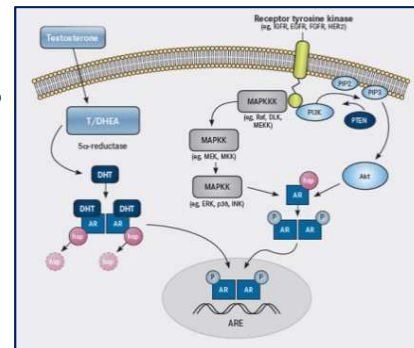 Receptor tyrosine kinase
(eg, IGFR, EGFR, FGFR, HER2)
Testosterone
T/DHEA
5α-reductase
DHT
DHT
DHT
AR
AR
hsp
hsp
hsp
hsp
MAPKKK
(eg, Raf, DLK,
MEKK)
MAPKK
(eg, MEK, MKK)
MAPKK
(eg, ERK, p38, INK)
PI3K
PIP2
PIP3
PTEN
Akt
hsp
AR
P
P
AR
AR
P
P
AR
AR
ARE